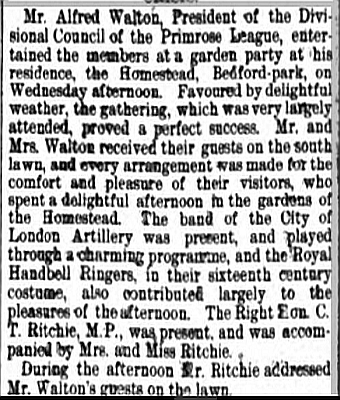 Mr. Alfred Walton, President of the Divi-
sional Council of the Primrose League, enter-
tained the members at a garden party at his
residence, the Homestead, Bedford-park, on
Wednesday afternoon. Favoured by delightful
weather, the gathering, which was very largely
attended, proved a perfect success. Mr. and
Mrs. Walton received their guests on the south
lawn, and every arrangement was made for the
comfort and pleasure of their visitors, who
spent a delightful afternoon in the gardens of
the Homestead. The band of the City of
London Artillery was present, and played
through a charming programme, and the Royal
Handbell Ringers, in their sixteenth century
costume, also contributed largely to the
pleasures of the afternoon. The Right Hon. C.
T. Ritchie, M.P., was present, and was accom-
panied by Mrs. and Miss Ritchie.
During the afternoon Mr. Ritchie addressed
Mr. Walton's guests on the lawn.